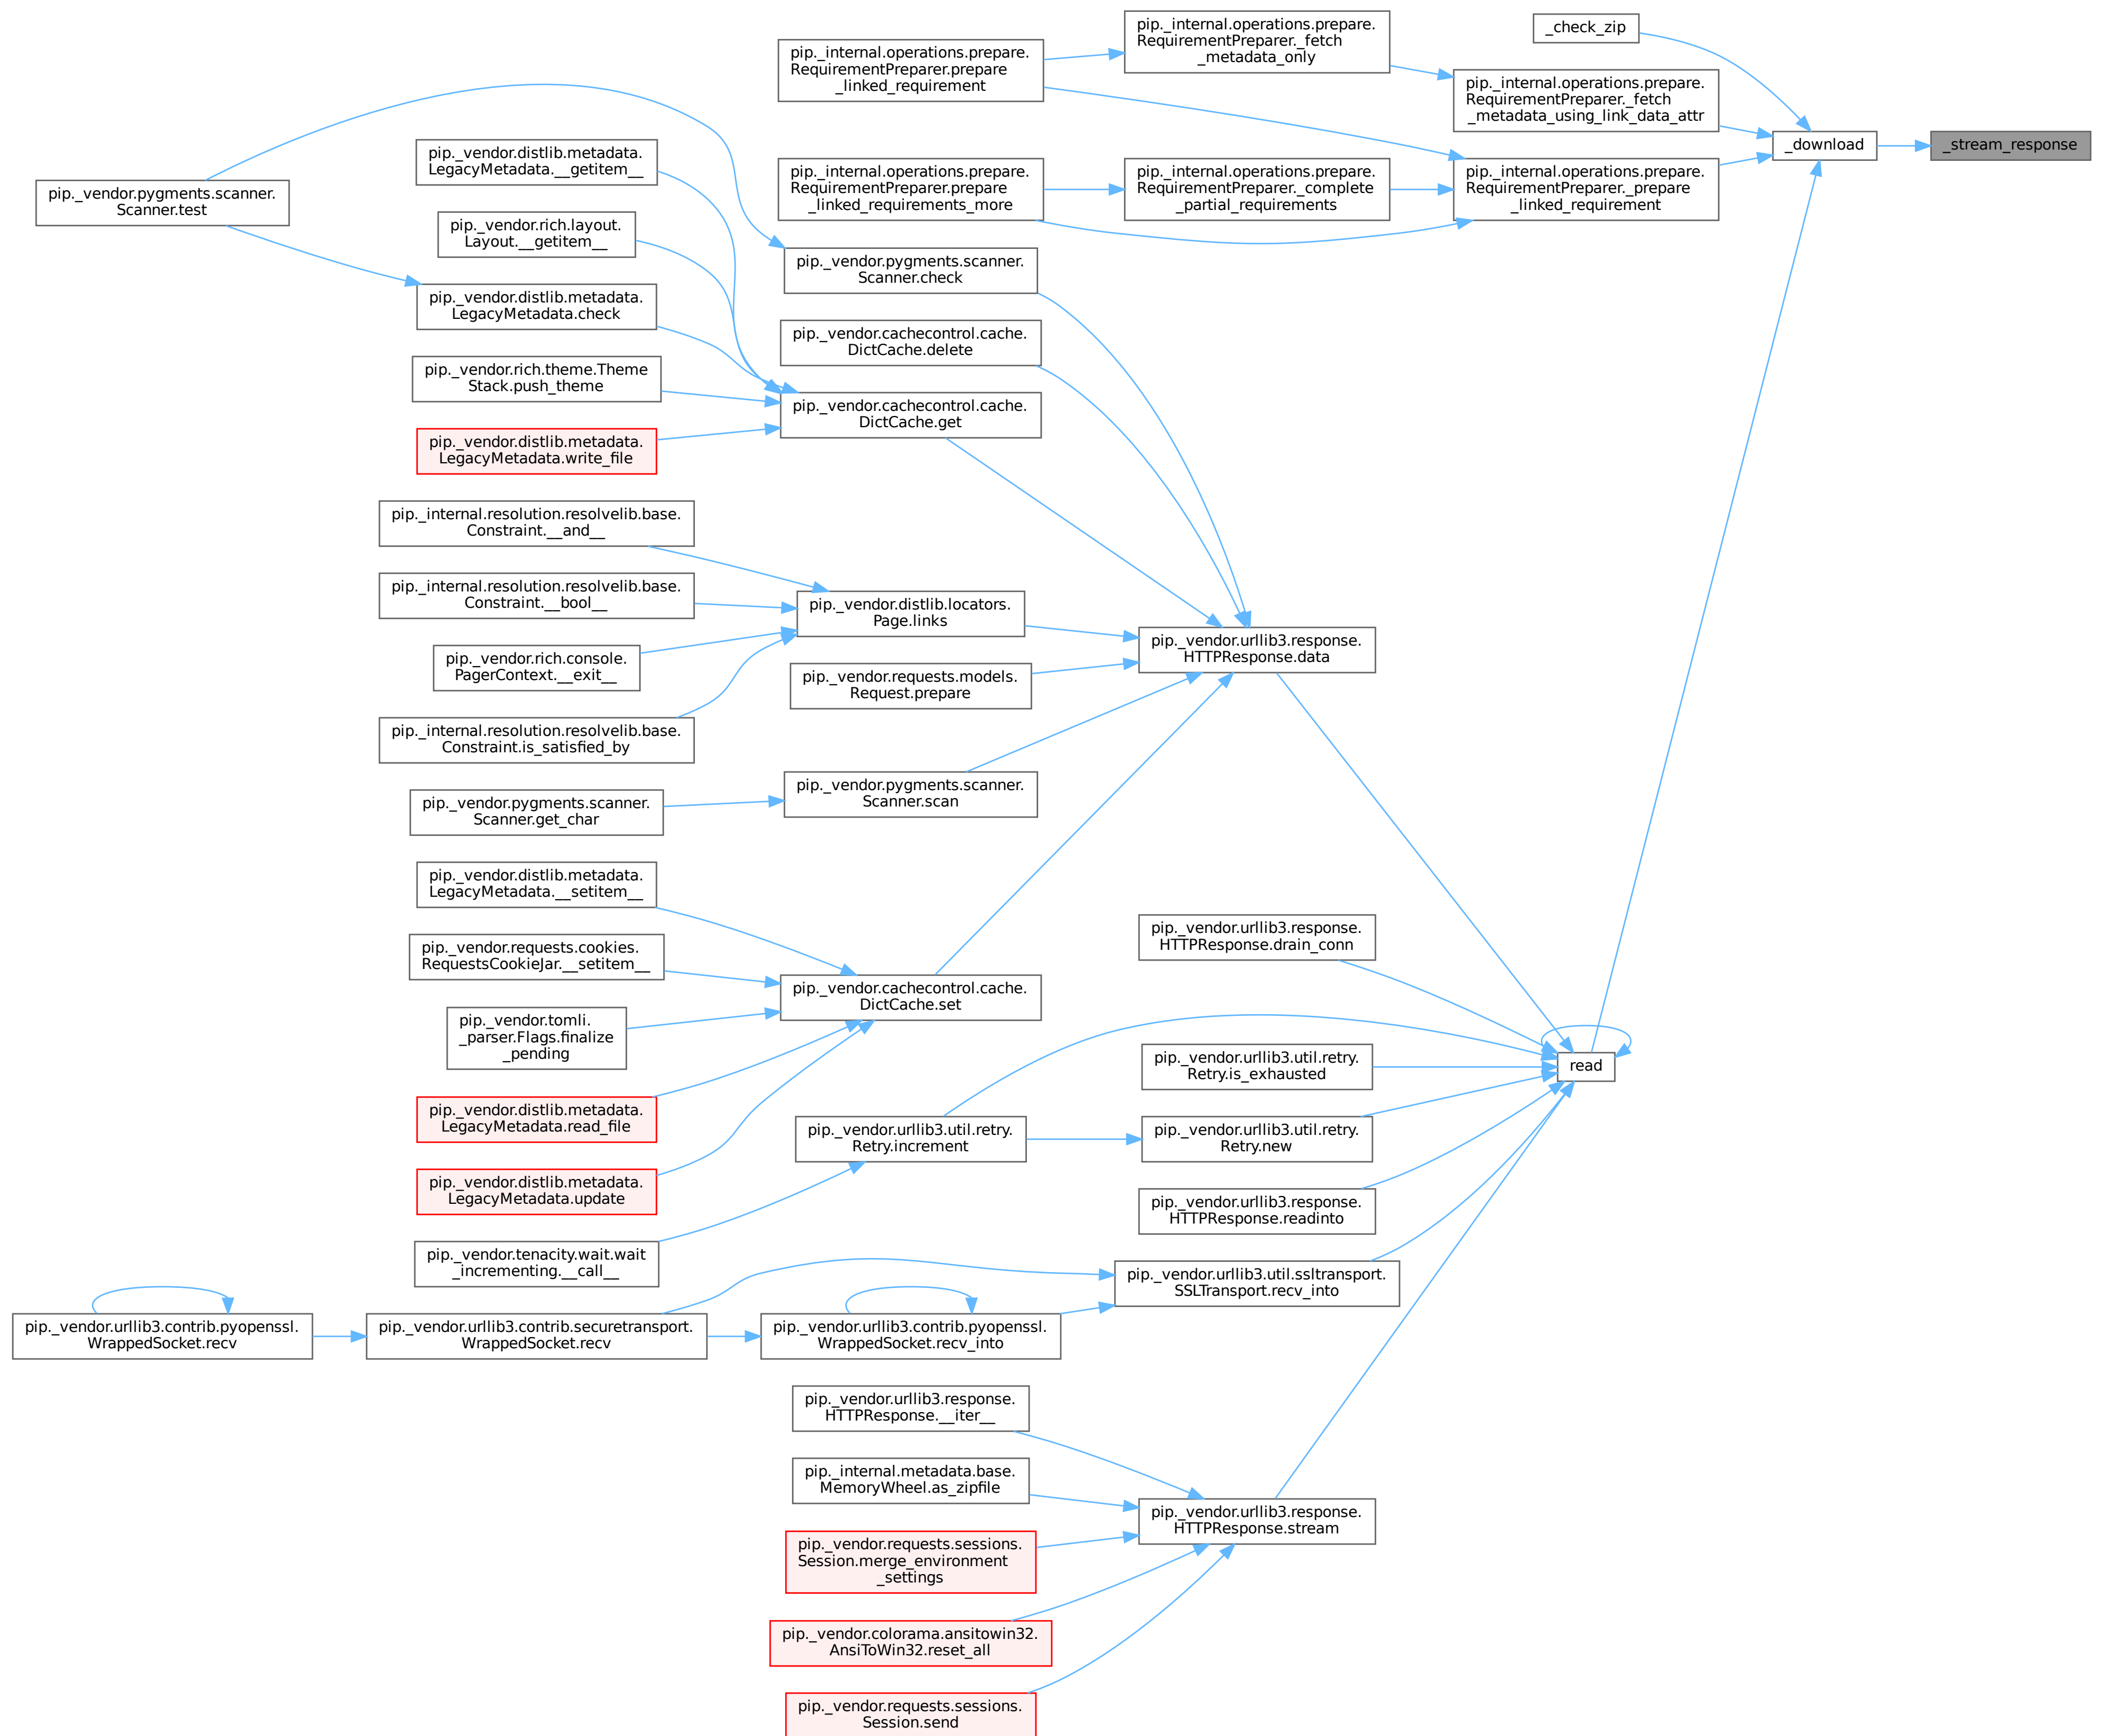 _check_zip
pip._internal.operations.prepare.
RequirementPreparer._fetch
_metadata_only
pip._internal.operations.prepare.
RequirementPreparer.prepare
_linked_requirement
pip._internal.operations.prepare.
RequirementPreparer._fetch
_metadata_using_link_data_attr
_download
_stream_response
pip._vendor.distlib.metadata.
LegacyMetadata.__getitem__
pip._internal.operations.prepare.
RequirementPreparer.prepare
_linked_requirements_more
pip._internal.operations.prepare.
RequirementPreparer._complete
_partial_requirements
pip._internal.operations.prepare.
RequirementPreparer._prepare
_linked_requirement
pip._vendor.pygments.scanner.
Scanner.test
pip._vendor.rich.layout.
Layout.__getitem__
pip._vendor.pygments.scanner.
Scanner.check
pip._vendor.distlib.metadata.
LegacyMetadata.check
pip._vendor.cachecontrol.cache.
DictCache.delete
pip._vendor.rich.theme.Theme
Stack.push_theme
pip._vendor.cachecontrol.cache.
DictCache.get
pip._vendor.distlib.metadata.
LegacyMetadata.write_file
pip._internal.resolution.resolvelib.base.
Constraint.__and__
pip._internal.resolution.resolvelib.base.
Constraint.__bool__
pip._vendor.distlib.locators.
Page.links
pip._vendor.urllib3.response.
HTTPResponse.data
pip._vendor.rich.console.
PagerContext.__exit__
pip._vendor.requests.models.
Request.prepare
pip._internal.resolution.resolvelib.base.
Constraint.is_satisfied_by
pip._vendor.pygments.scanner.
Scanner.scan
pip._vendor.pygments.scanner.
Scanner.get_char
pip._vendor.distlib.metadata.
LegacyMetadata.__setitem__
pip._vendor.urllib3.response.
HTTPResponse.drain_conn
pip._vendor.requests.cookies.
RequestsCookieJar.__setitem__
pip._vendor.cachecontrol.cache.
DictCache.set
pip._vendor.tomli.
_parser.Flags.finalize
_pending
pip._vendor.urllib3.util.retry.
Retry.is_exhausted
read
pip._vendor.distlib.metadata.
LegacyMetadata.read_file
pip._vendor.urllib3.util.retry.
Retry.increment
pip._vendor.urllib3.util.retry.
Retry.new
pip._vendor.distlib.metadata.
LegacyMetadata.update
pip._vendor.urllib3.response.
HTTPResponse.readinto
pip._vendor.tenacity.wait.wait
_incrementing.__call__
pip._vendor.urllib3.util.ssltransport.
SSLTransport.recv_into
pip._vendor.urllib3.contrib.pyopenssl.
WrappedSocket.recv
pip._vendor.urllib3.contrib.securetransport.
WrappedSocket.recv
pip._vendor.urllib3.contrib.pyopenssl.
WrappedSocket.recv_into
pip._vendor.urllib3.response.
HTTPResponse.__iter__
pip._internal.metadata.base.
MemoryWheel.as_zipfile
pip._vendor.urllib3.response.
HTTPResponse.stream
pip._vendor.requests.sessions.
Session.merge_environment
_settings
pip._vendor.colorama.ansitowin32.
AnsiToWin32.reset_all
pip._vendor.requests.sessions.
Session.send